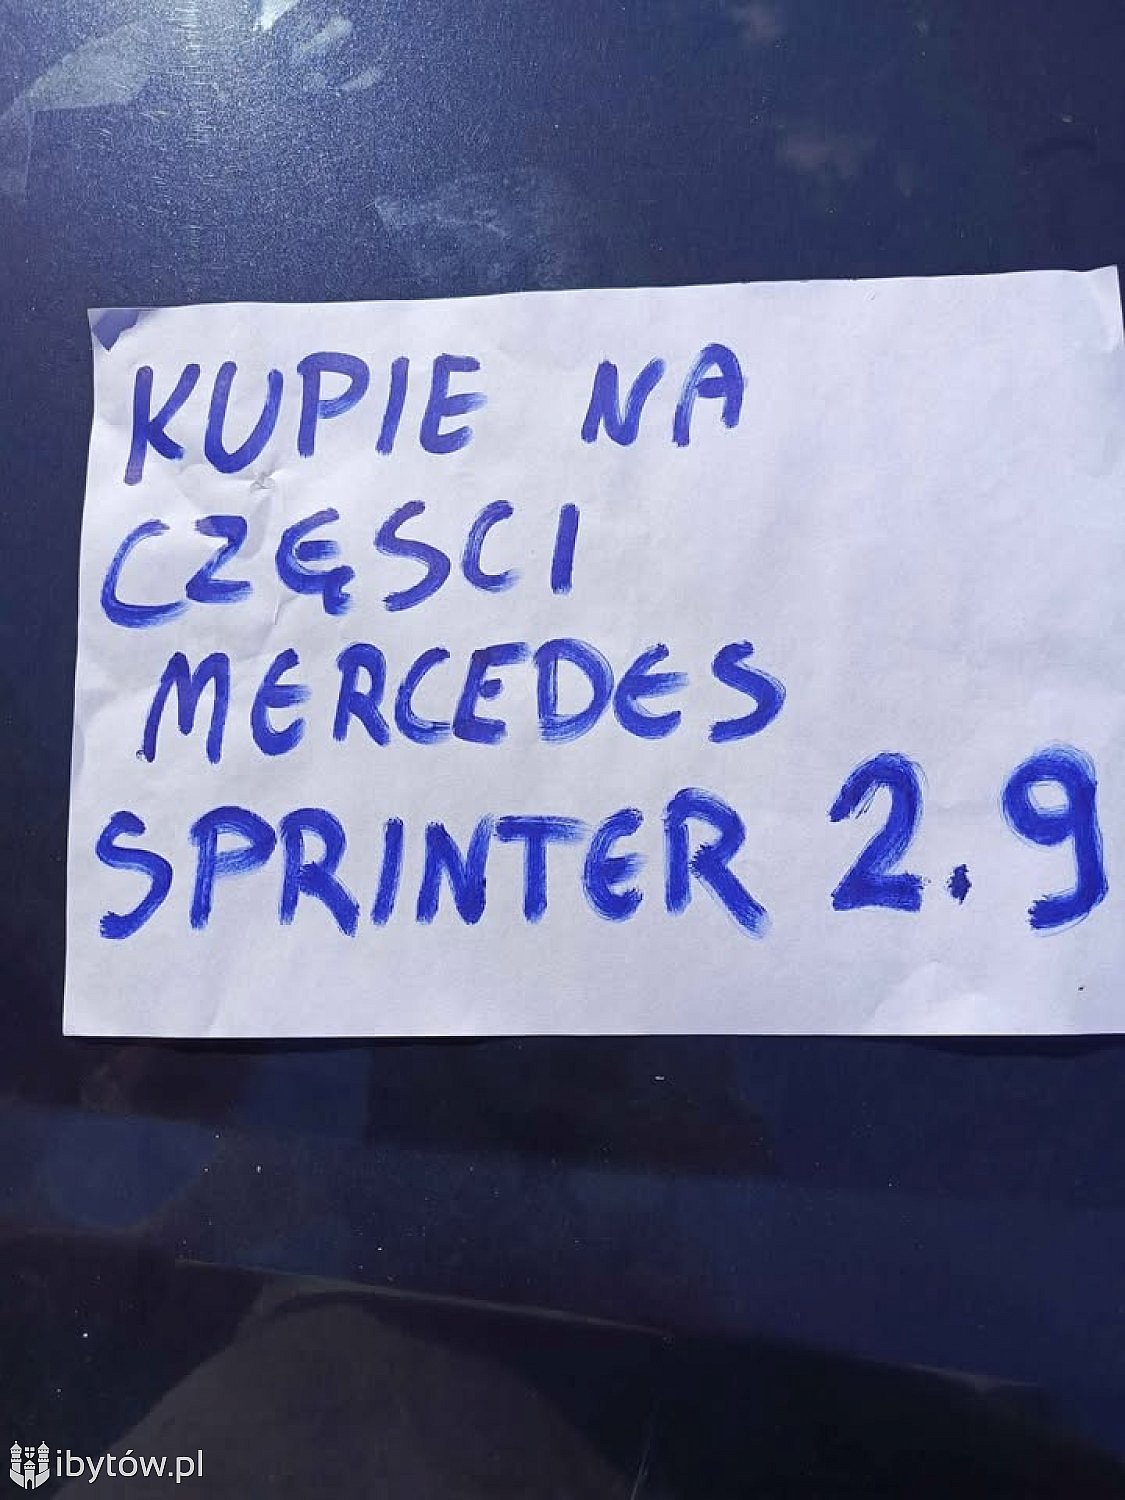 KUPIE NA
CZĘSCI
MERCEDES
SPRINTER 2.9
ibytów.pl